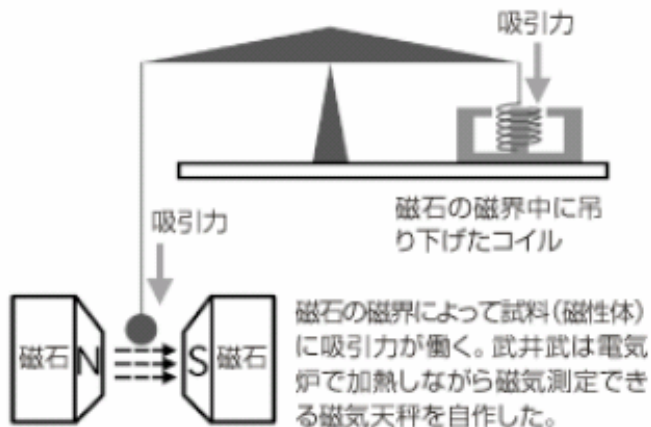 吸引力
磁石の磁界中に吊
り下げたコイル
吸引力
磁石 N S 磁石
磁石の磁界によって試料(磁性体)
に吸引力が働く。武井武は電気
炉で加熱しながら磁気測定でき
る磁気天秤を自作した。